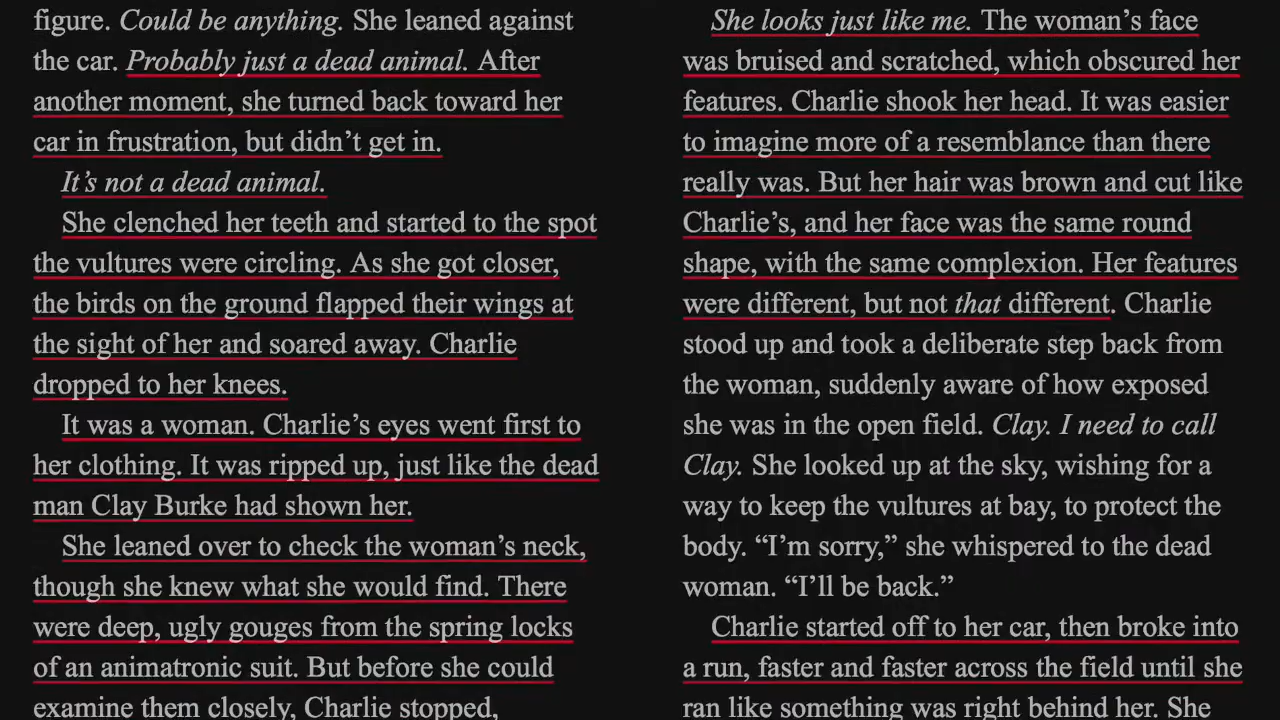 figure. Could be anything. She leaned against
the car. Probably just a dead animal. After
another moment, she turned back toward her
car in frustration, but didn’t get in.
It’s not a dead animal.
She clenched her teeth and started to the spot
the vultures were circling. As she got closer,
the birds on the ground flapped their wings at
the sight of her and soared away. Charlie
dropped to her knees.
It was a woman. Charlie’s eyes went first to
her clothing. It was ripped up, just like the dead
man Clay Burke had shown her.
She leaned over to check the woman’s neck,
though she knew what she would find. There
were deep, ugly gouges from the spring locks
of an animatronic suit. But before she could
examine them closely, Charlie stopped,
She looks just like me. The woman’s face
was bruised and scratched, which obscured her
features. Charlie shook her head. It was easier
to imagine more of a resemblance than there
really was. But her hair was brown and cut like
Charlie’s, and her face was the same round
shape, with the same complexion. Her features
were different, but not that different. Charlie
stood up and took a deliberate step back from
the woman, suddenly aware of how exposed
she was in the open field. Clay. I need to call
Clay. She looked up at the sky, wishing for a
way to keep the vultures at bay, to protect the
body. “I’m sorry,” she whispered to the dead
woman. “I’ll be back.”
Charlie started off to her car, then broke into
a run, faster and faster across the field until she
ran like something was right behind her. She